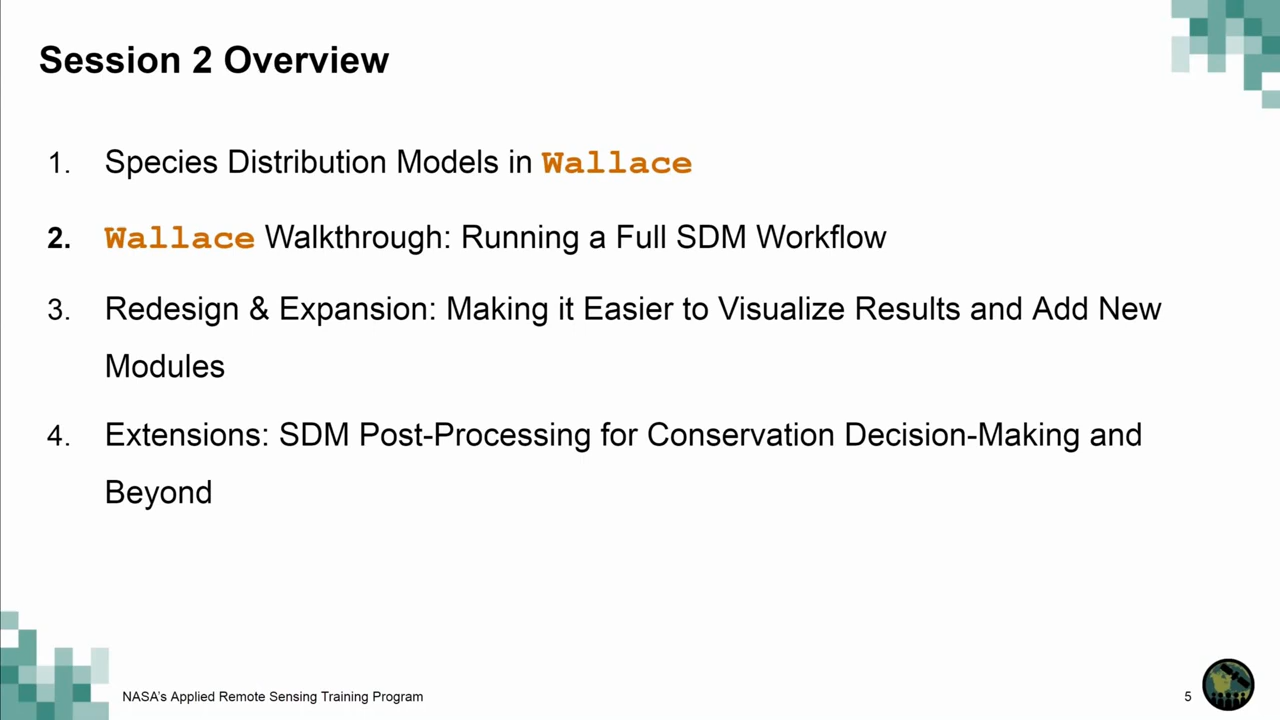 Session 2 Overview
1. Species Distribution Models in Wallace
2. Wallace Walkthrough: Running a Full SDM Workflow
3. Redesign & Expansion: Making it Easier to Visualize Results and Add New
Modules
4. Extensions: SDM Post-Processing for Conservation Decision-Making and
Beyond
NASA's Applied Remote Sensing Training Program
5